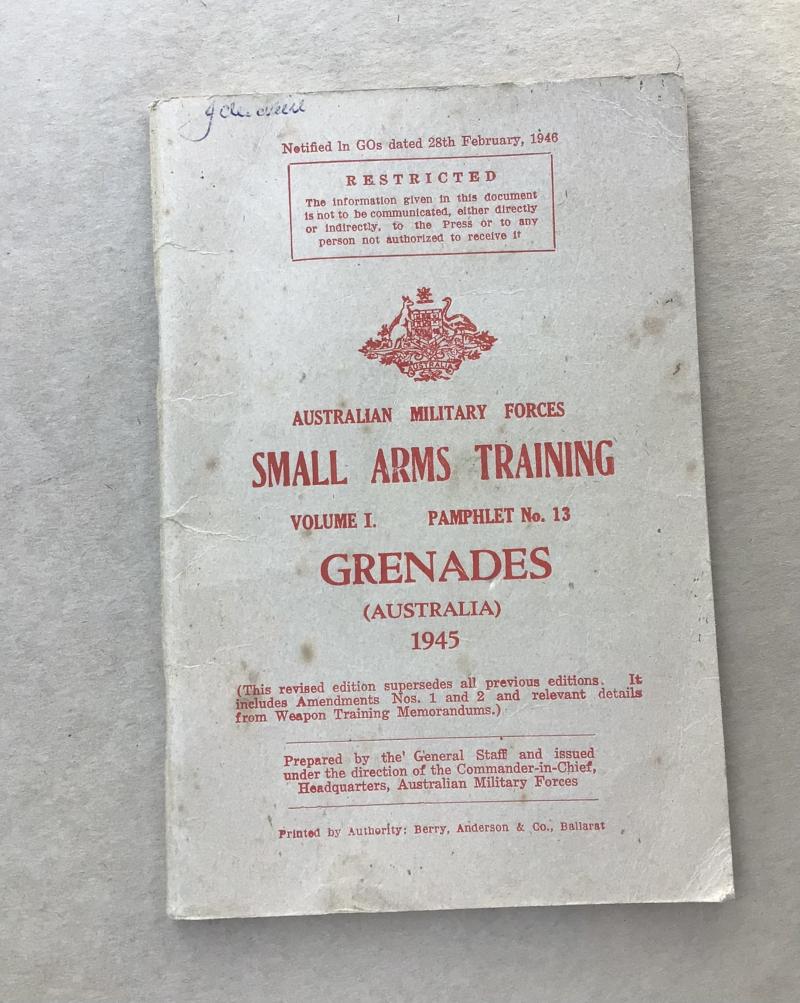 Notified in GOs dated 28th February, 1946
RESTRICTED
The information given in this document
is not to be communicated, either directly
or indirectly, to the Press or to any
person not authorized to receive it
AUSTRALIA
AUSTRALIAN MILITARY FORCES
SMALL ARMS TRAINING
VOLUME I. PAMPHLET No. 13
GRENADES
(AUSTRALIA)
1945
(This revised edition supersedes all previous editions. It
includes Amendments Nos. 1 and 2 and relevant details
from Weapon Training Memorandums.)
Prepared by the General Staff and issued
under the direction of the Commander-in-Chief,
Headquarters, Australian Military Forces
Printed by Authority: Berry, Anderson & Co., Ballarat